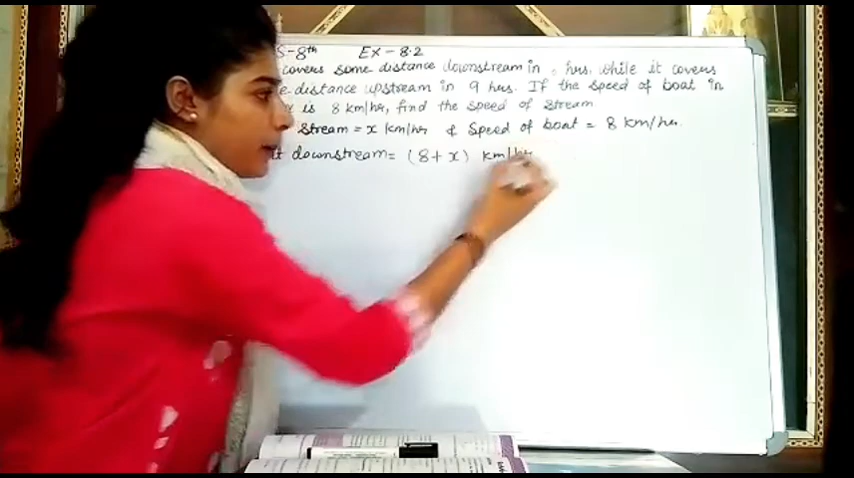 8th Ex - 8.2
covers some distance downstream in hrs, while it covers
distance upstream in 9 hrs. If the speed of boat in
is 8 km/hr, find the speed of stream
Stream = x km/hr & Speed of boat = 8 km/hr.
downstream = (8 + x) km/hr